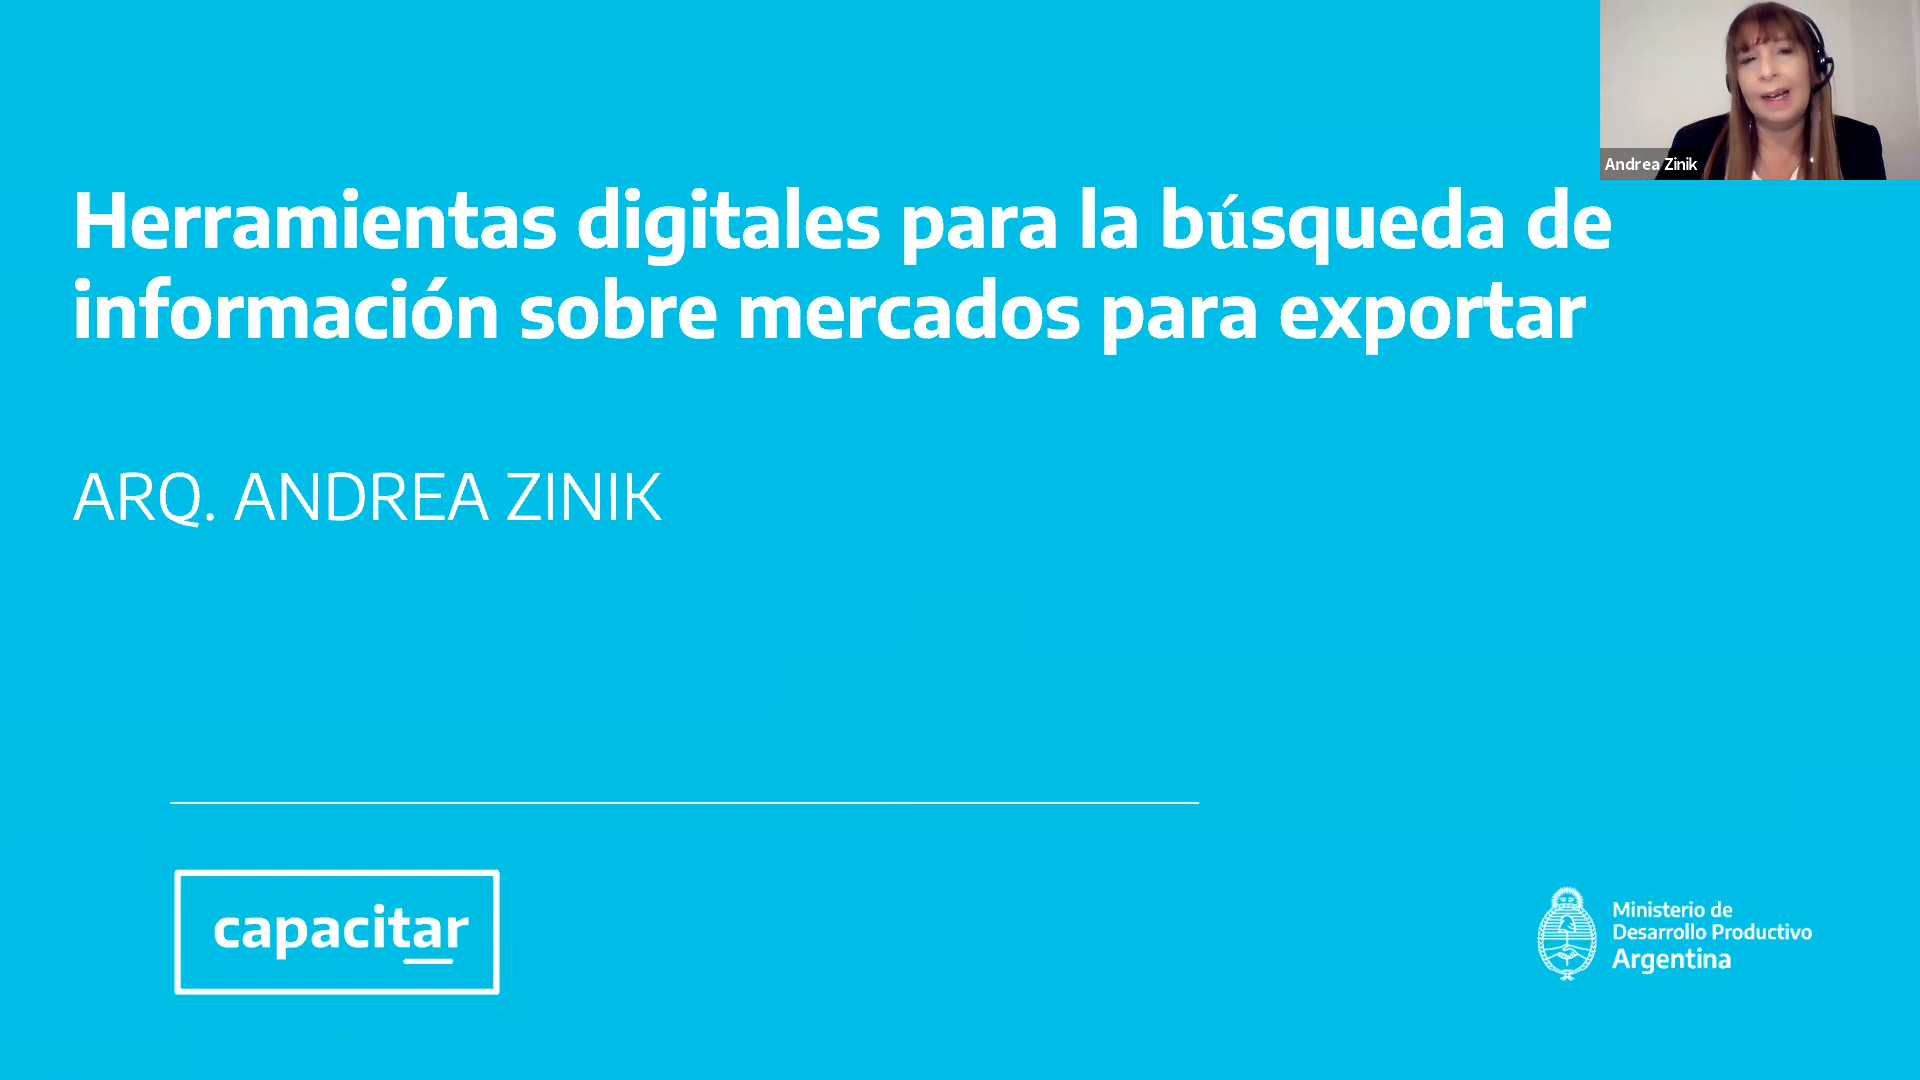 Andrea Zinik
Herramientas digitales para la búsqueda de
información sobre mercados para exportar
ARQ. ANDREA ZINIK
capacitar
Ministerio de
Desarrollo Productivo
Argentina